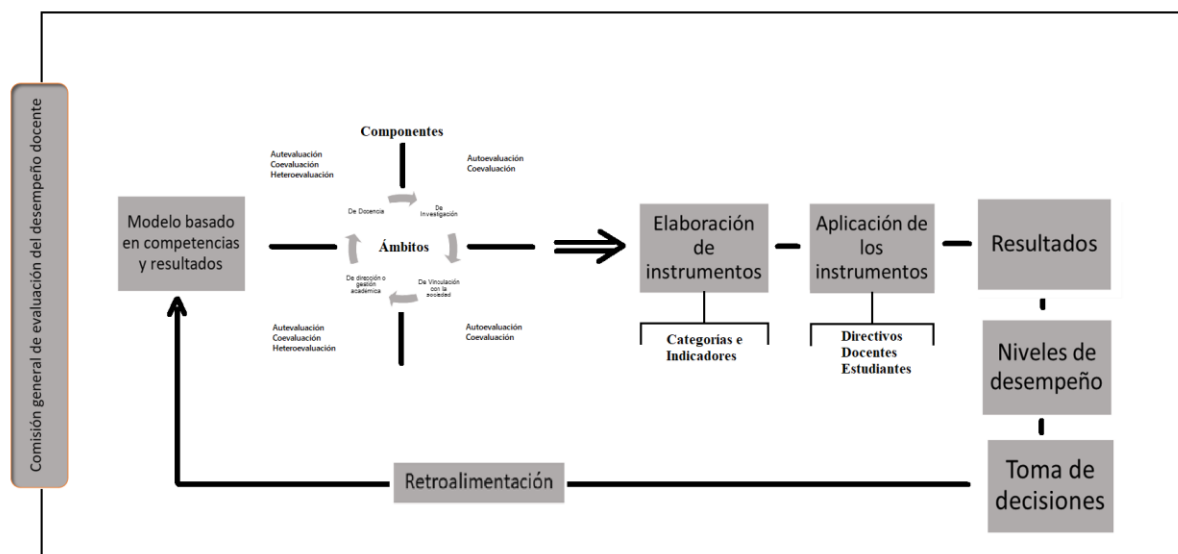 Comisión general de evaluación del desempeño docente
Componentes
Autevaluación
Coevaluación
Heteroevaluación
Autoevaluación
Coevaluación
Modelo basado
en competencias
y resultados
De Docencia
De
Investigación
Ámbitos
De dirección o
gestión
académica
De Vinculación
con la
sociedad
Autevaluación
Coevaluación
Heteroevaluación
Autoevaluación
Coevaluación
Elaboración
de
instrumentos
Categorías e
Indicadores
Aplicación de
los
instrumentos
Directivos
Docentes
Estudiantes
Resultados
Niveles de
desempeño
Toma de
decisiones
Retroalimentación